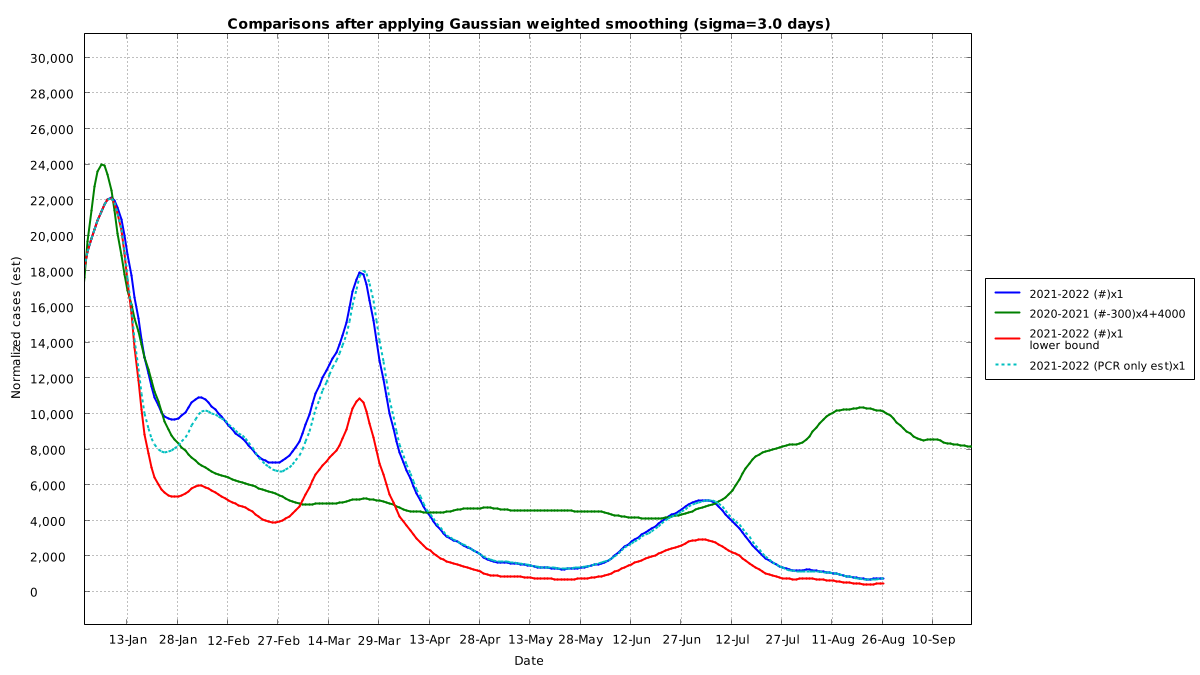 Comparisons after applying Gaussian weighted smoothing (sigma=3.0 days)
Normalized cases (est)
30,000
28,000
26,000
24,000
22,000
20,000
18,000
16,000
14,000
12,000
10,000
8,000
6,000
4,000
2,000
0
13-Jan 28-Jan 12-Feb 27-Feb 14-Mar 29-Mar 13-Apr 28-Apr 13-May 28-May 12-Jun 27-Jun 12-Jul 27-Jul 11-Aug 26-Aug 10-Sep
Date
2021-2022 (#)x1
2020-2021 (#-300)x4+4000
2021-2022 (#)x1
lower bound
2021-2022 (PCR only est)x1